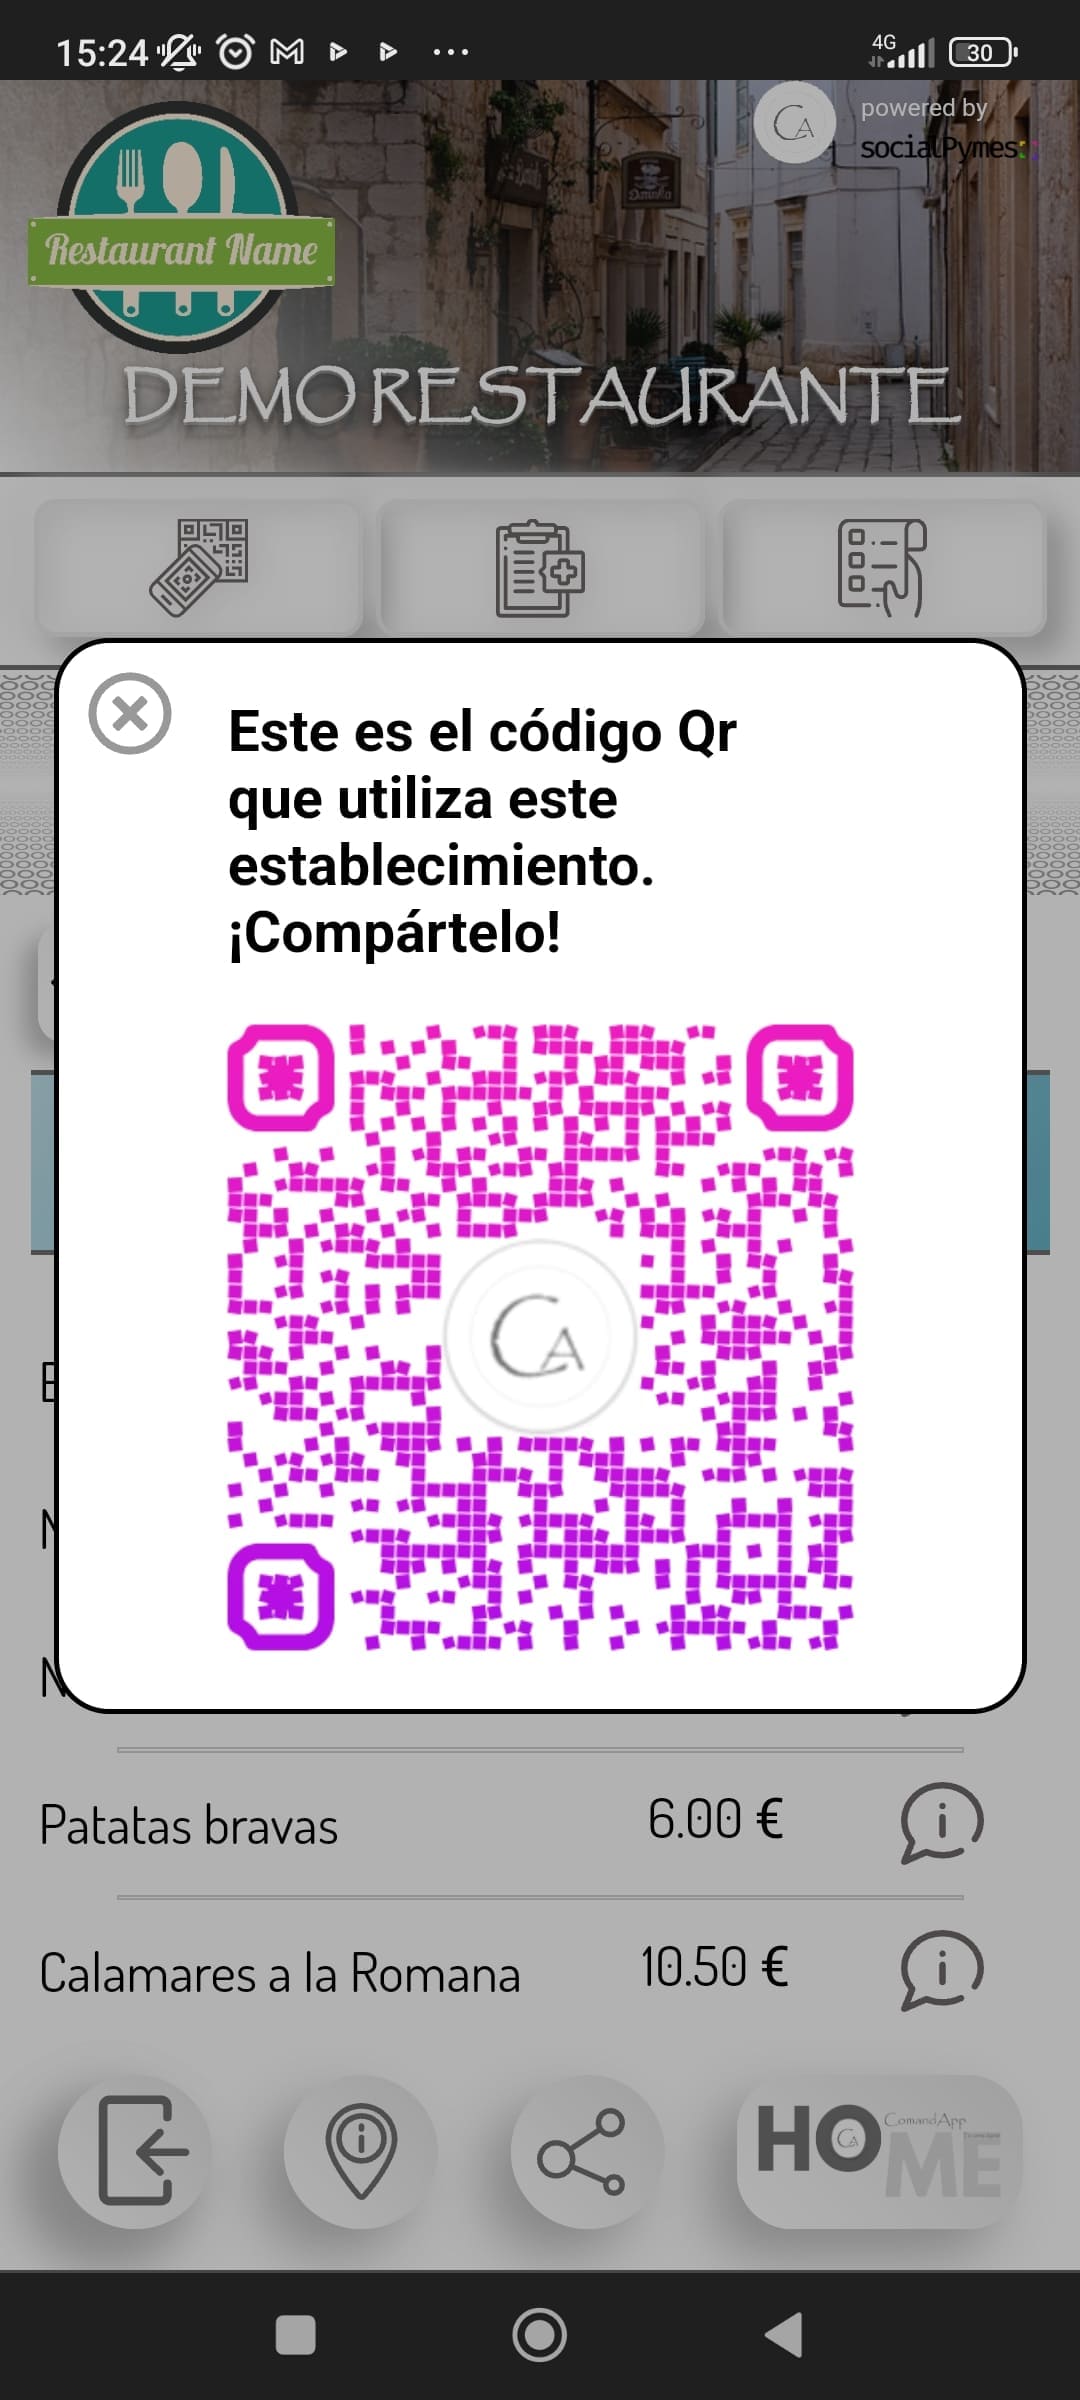 15:24
4G
30
powered by
socialPymes
Restaurant Name
DEMO RESTAURANTE
Este es el código Qr
que utiliza este
establecimiento.
¡Compártelo!
CA
Patatas bravas 6.00 €
Calamares a la Romana 10.50 €
HOME
ComandApp